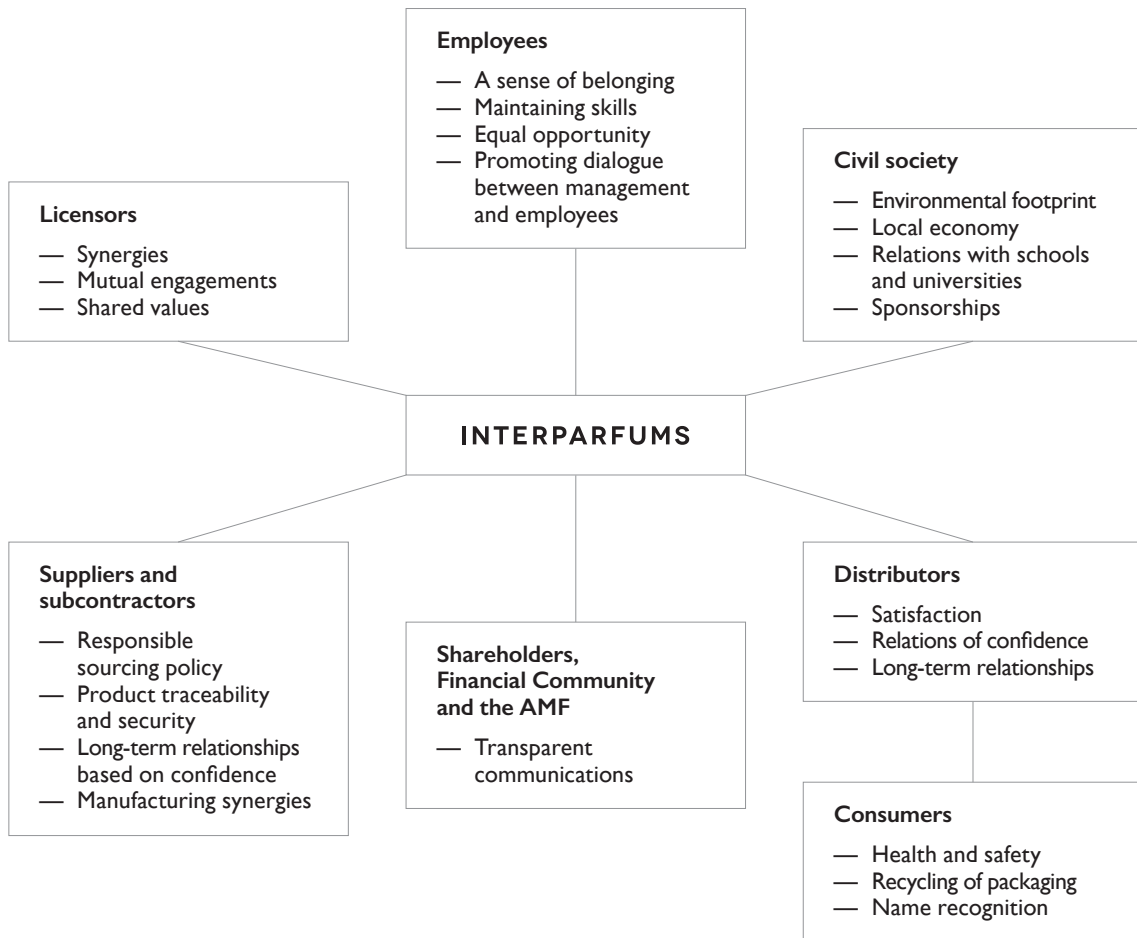 Employees
— A sense of belonging
— Maintaining skills
— Equal opportunity
— Promoting dialogue
between management
and employees
Civil society
— Environmental footprint
— Local economy
— Relations with schools
and universities
— Sponsorships
Licensors
— Synergies
— Mutual engagements
— Shared values
INTERPARFUMS
Suppliers and
subcontractors
— Responsible
sourcing policy
— Product traceability
and security
— Long-term relationships
based on confidence
— Manufacturing synergies
Shareholders,
Financial Community
and the AMF
— Transparent
communications
Distributors
— Satisfaction
— Relations of confidence
— Long-term relationships
Consumers
— Health and safety
— Recycling of packaging
— Name recognition